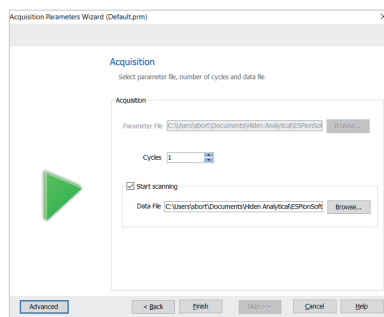 Acquisition Parameters Wizard (Default.prm)
Acquisition
Select parameter file, number of cycles and data file
Acquisition
Parameter File C:\Users\sbort\Documents\Hiden Analytical\ESPionSof Browse...
Cycles 1
Start scanning
Data File C:\Users\sbort\Documents\Hiden Analytical\ESPionSoft Browse...
Advanced < Back Finish Skip >> Cancel Help